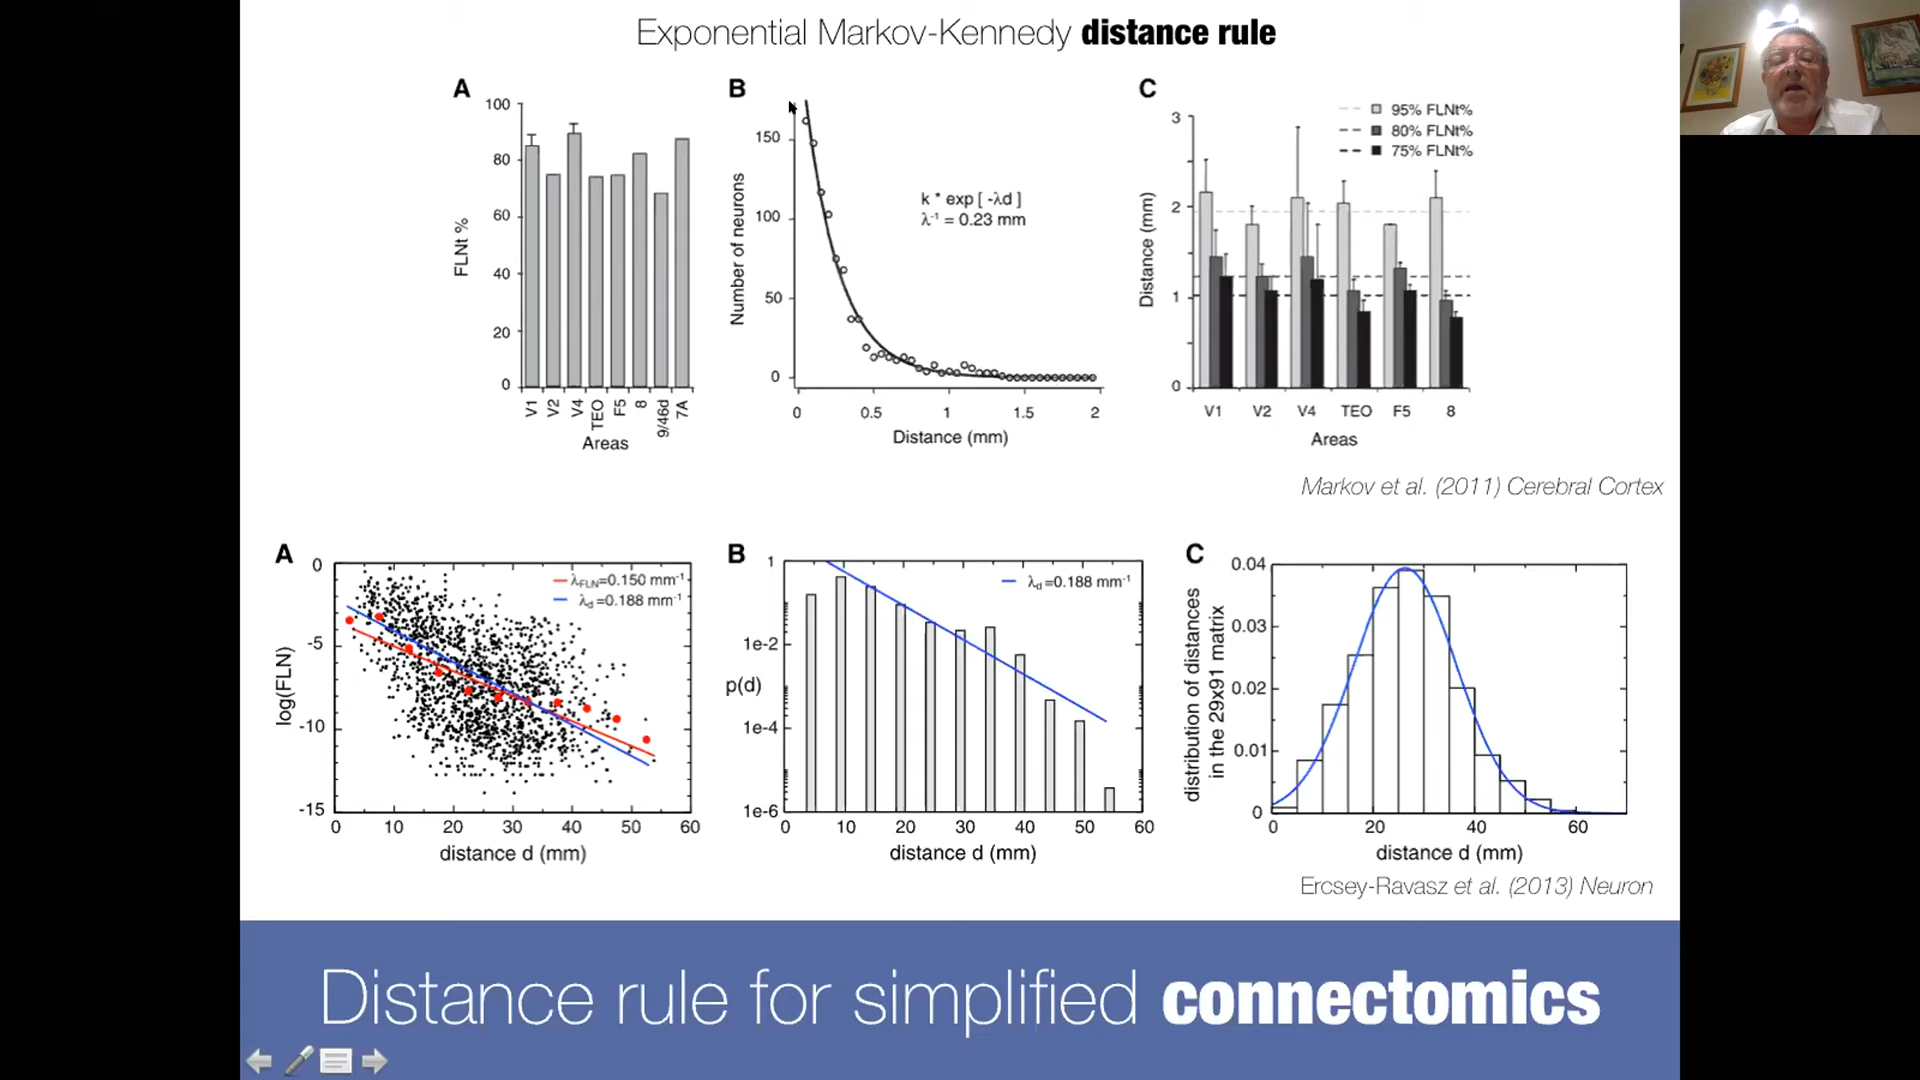 Exponential Markov-Kennedy distance rule
A
FLNt %
100
80
60
40
20
0
V1
V2
V4
TEO
F5
8
9/46d
7A
Areas
B
Number of neurons
150
100
50
0
k * exp [ -λd ]
λ⁻¹ = 0.23 mm
0 0.5 1 1.5 2
Distance (mm)
C
95% FLNt%
80% FLNt%
75% FLNt%
Distance (mm)
3
2
1
0
V1 V2 V4 TEO F5 8
Areas
Markov et al. (2011) Cerebral Cortex
A
log(FLN)
0
-5
-10
-15
λFLN=0.150 mm⁻¹
λd=0.188 mm⁻¹
0 10 20 30 40 50 60
distance d (mm)
B
p(d)
1
1e-2
1e-4
1e-6
λd=0.188 mm⁻¹
0 10 20 30 40 50 60
distance d (mm)
C
distribution of distances
in the 29x91 matrix
0.04
0.03
0.02
0.01
0
0 20 40 60
distance d (mm)
Ercsey-Ravasz et al. (2013) Neuron
Distance rule for simplified connectomics